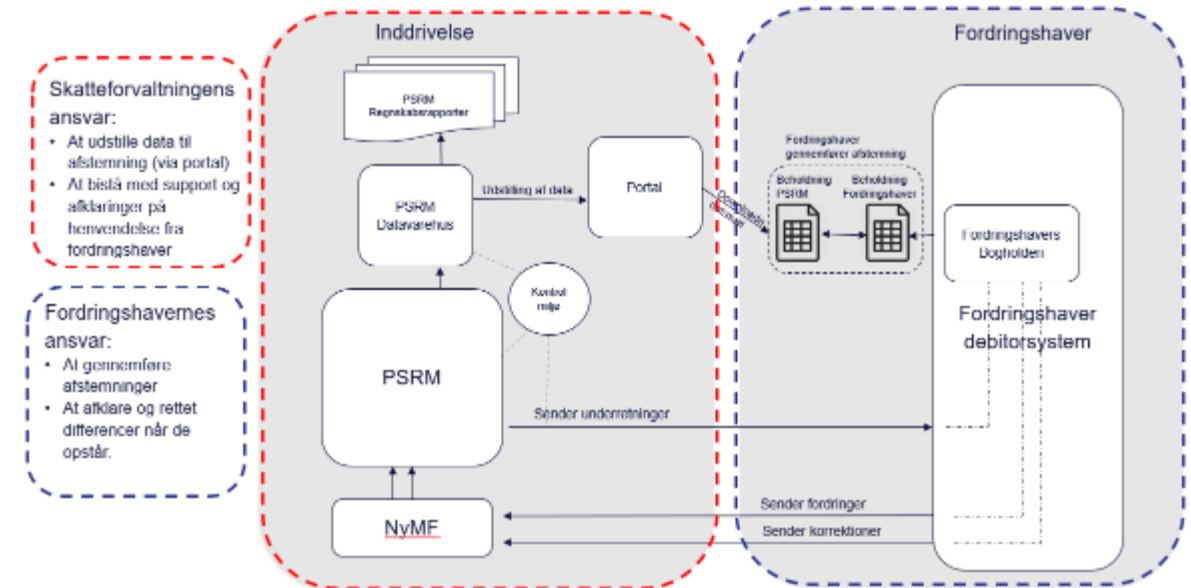 Inddrivelse
Fordringshaver
Skatteforvaltningens
ansvar:
• At udstille data til
afstemning (via portal)
• At bistå med support og
afklaringer på
henvendelse fra
fordringshaver
Fordringshavernes
ansvar:
• At gennemføre
afstemninger
• At afklare og rettet
differencer når de
opstår.
PSRM
Regnskabsrapporter
PSRM
Datavarehus
Udstilling af data
Portal
Kontrol
miljø
PSRM
Sender underretninger
NyMF
Sender fordringer
Sender korrektioner
Fordringshaver
gennemfører afstemning
Beholdning
PSRM
Beholdning
Fordringshaver
Fordringshavers
Bogholderi
Fordringshaver
debitorsystem